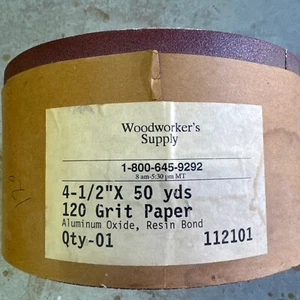 Woodworker's
Supply
1-800-645-9292
8 am-5:30 pm MT
4-1/2"X 50 yds
120 Grit Paper
Aluminum Oxide, Resin Bond
Qty-01 112101